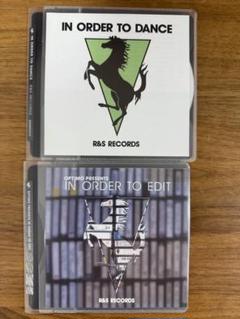 IN ORDER TO DANCE
R&S RECORDS
OPTIMO PRESENTS
IN ORDER TO EDIT
R&S RECORDS